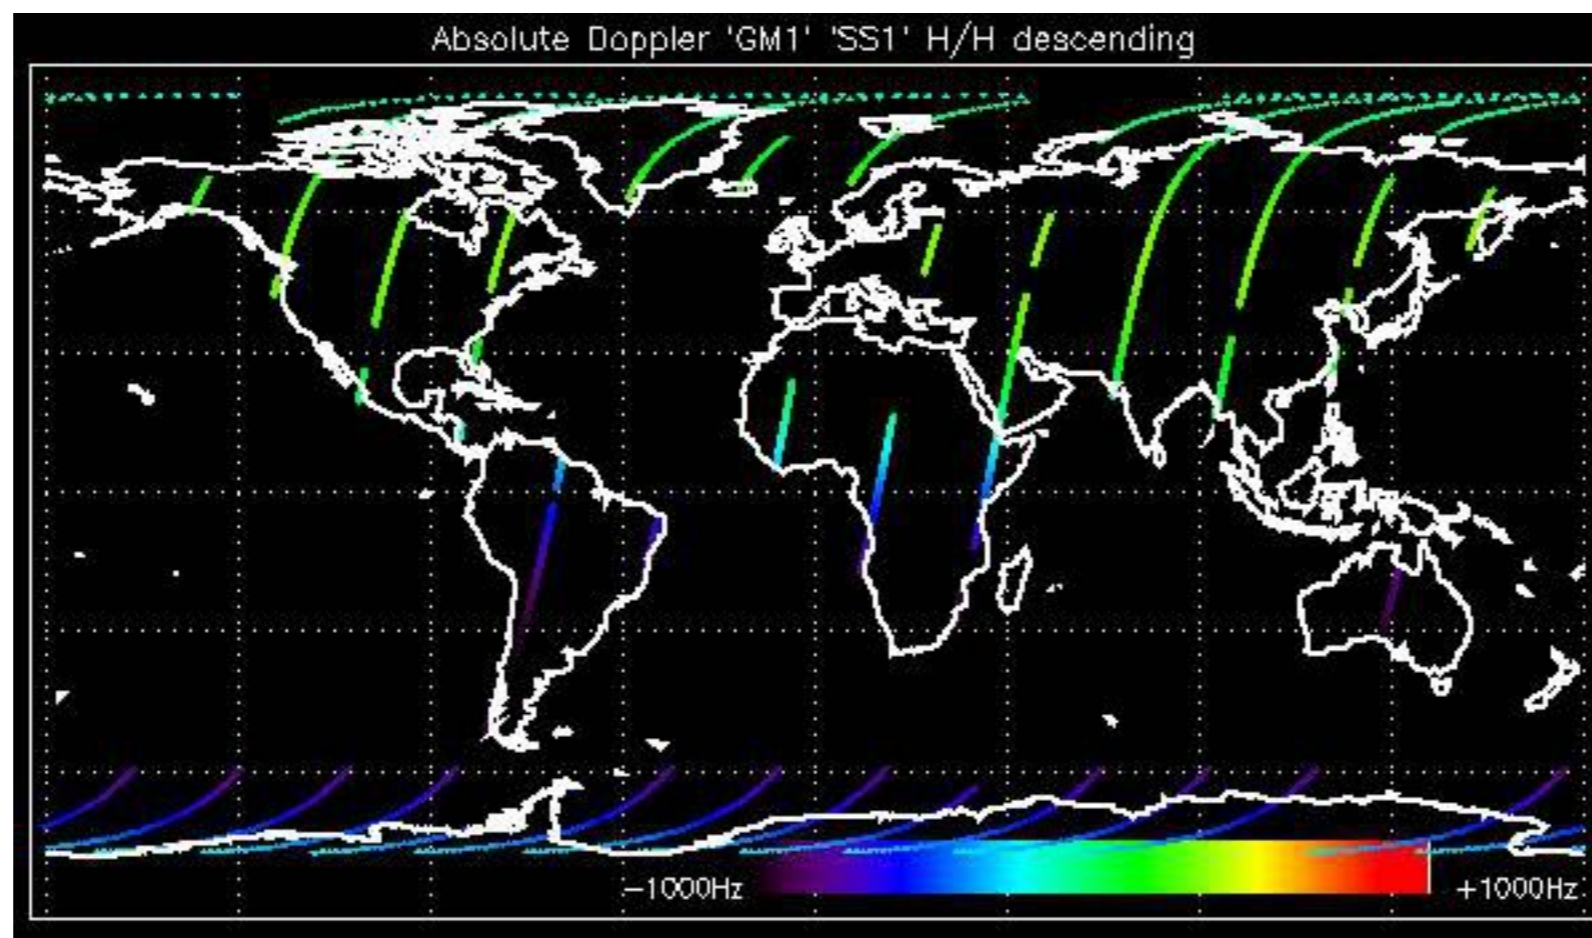 Absolute Doppler 'GM1' 'SS1' H/H descending
−1000Hz
+1000Hz